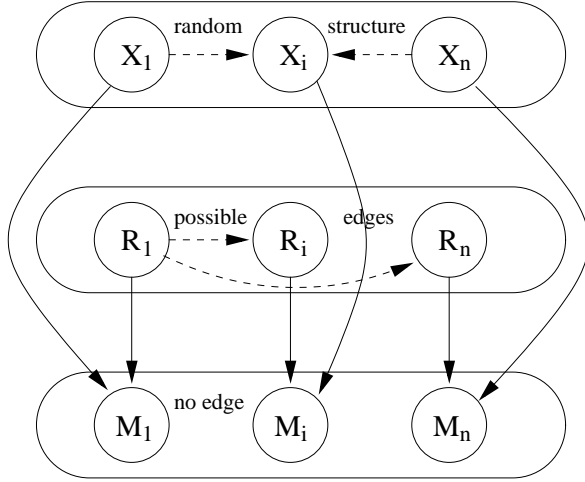 random structure
X1 Xi Xn
possible edges
R1 Ri Rn
no edge
M1 Mi Mn